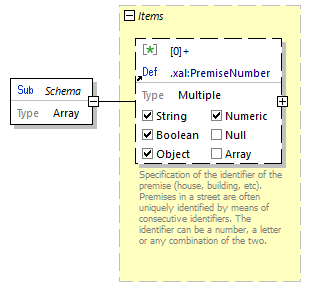 Items
[*] [0]+
Def .xal:PremiseNumber
Sub Schema
Type Array
Type Multiple
String Numeric
Boolean Null
Object Array
Specification of the identifier of the
premise (house, building, etc).
Premises in a street are often
uniquely identified by means of
consecutive identifiers. The
identifier can be a number, a letter
or any combination of the two.